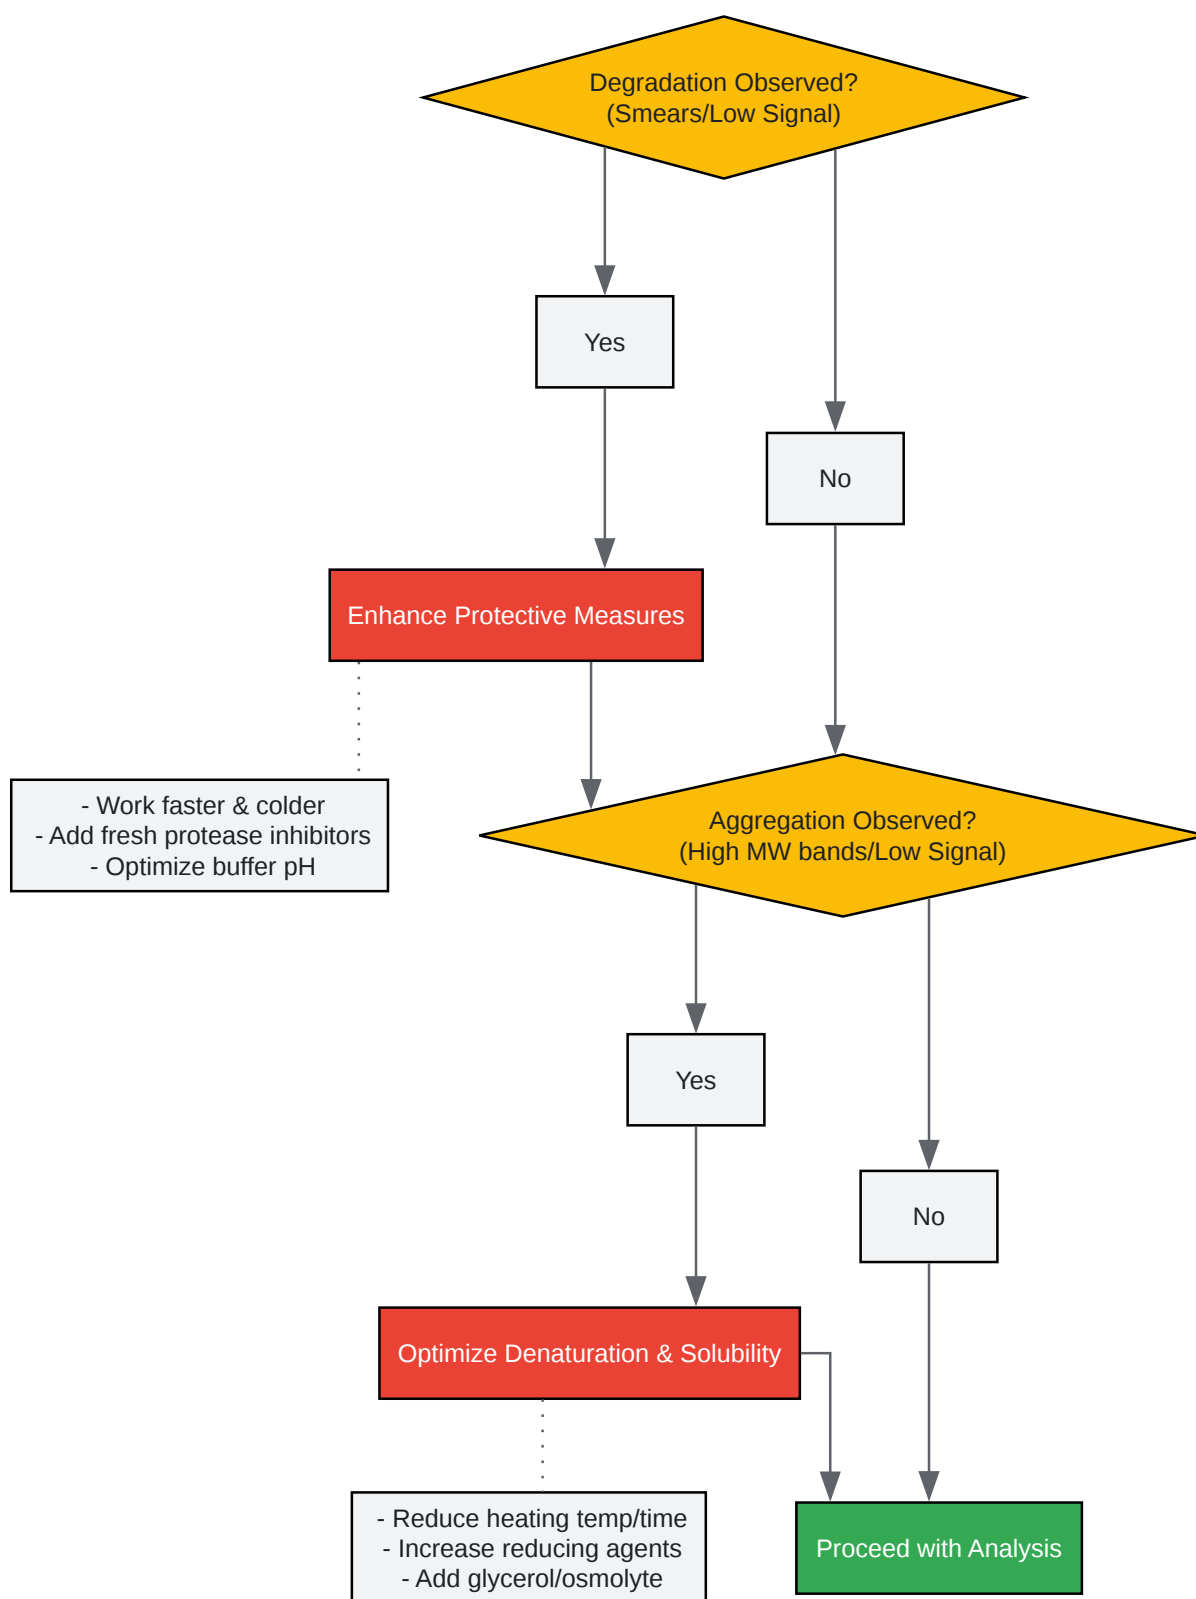 Degradation Observed?
(Smears/Low Signal)
Yes
No
Enhance Protective Measures
- Work faster & colder
- Add fresh protease inhibitors
- Optimize buffer pH
Aggregation Observed?
(High MW bands/Low Signal)
Yes
No
Optimize Denaturation & Solubility
- Reduce heating temp/time
- Increase reducing agents
- Add glycerol/osmolyte
Proceed with Analysis